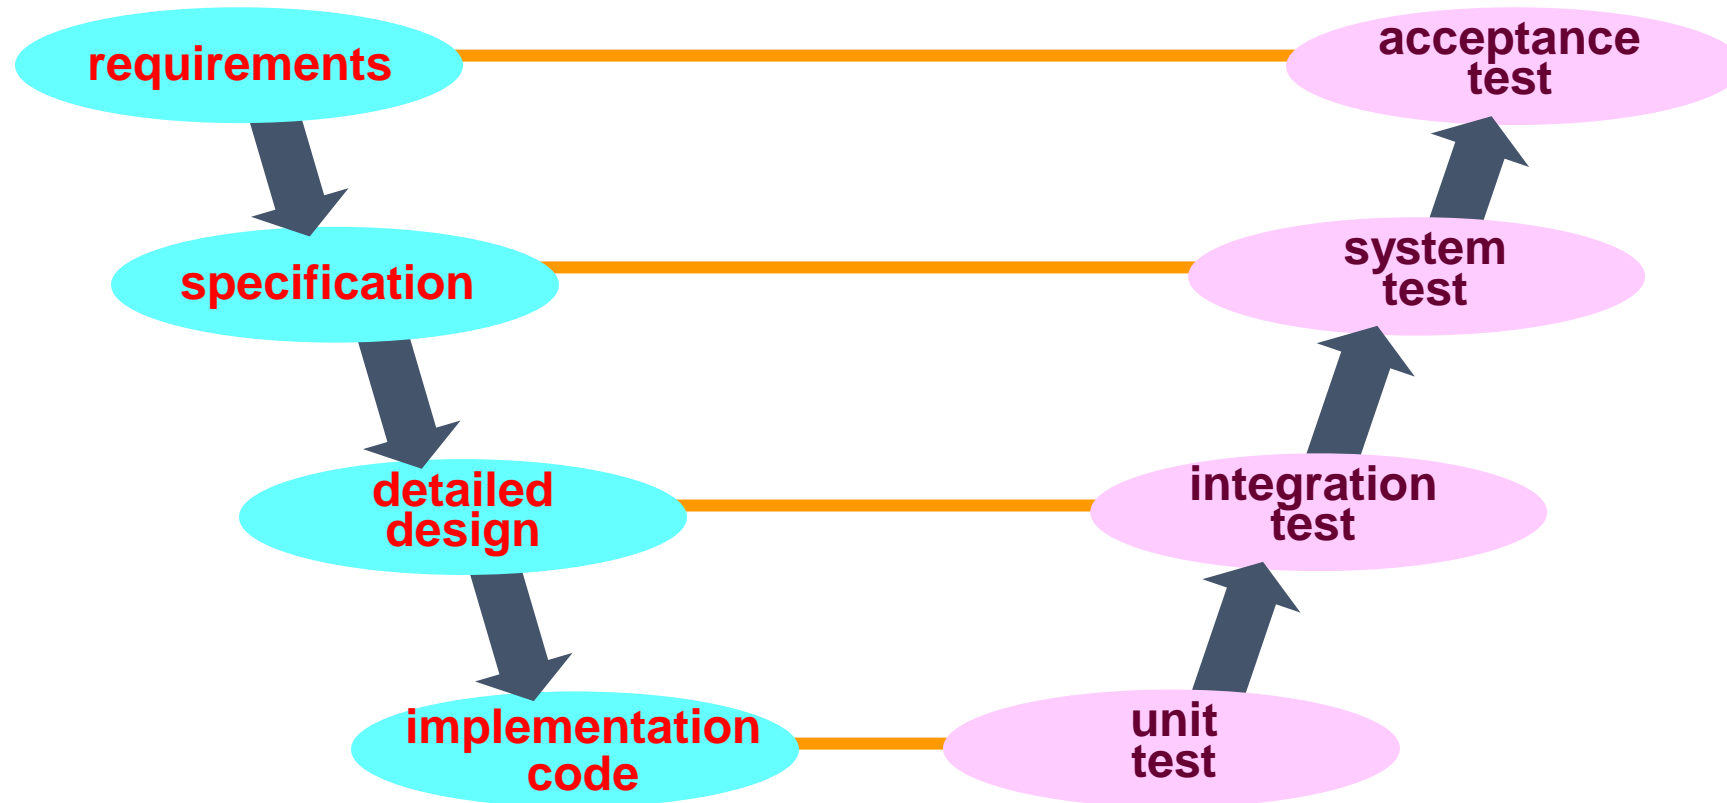 requirements
acceptance
test
specification
system
test
detailed
design
integration
test
implementation
code
unit
test